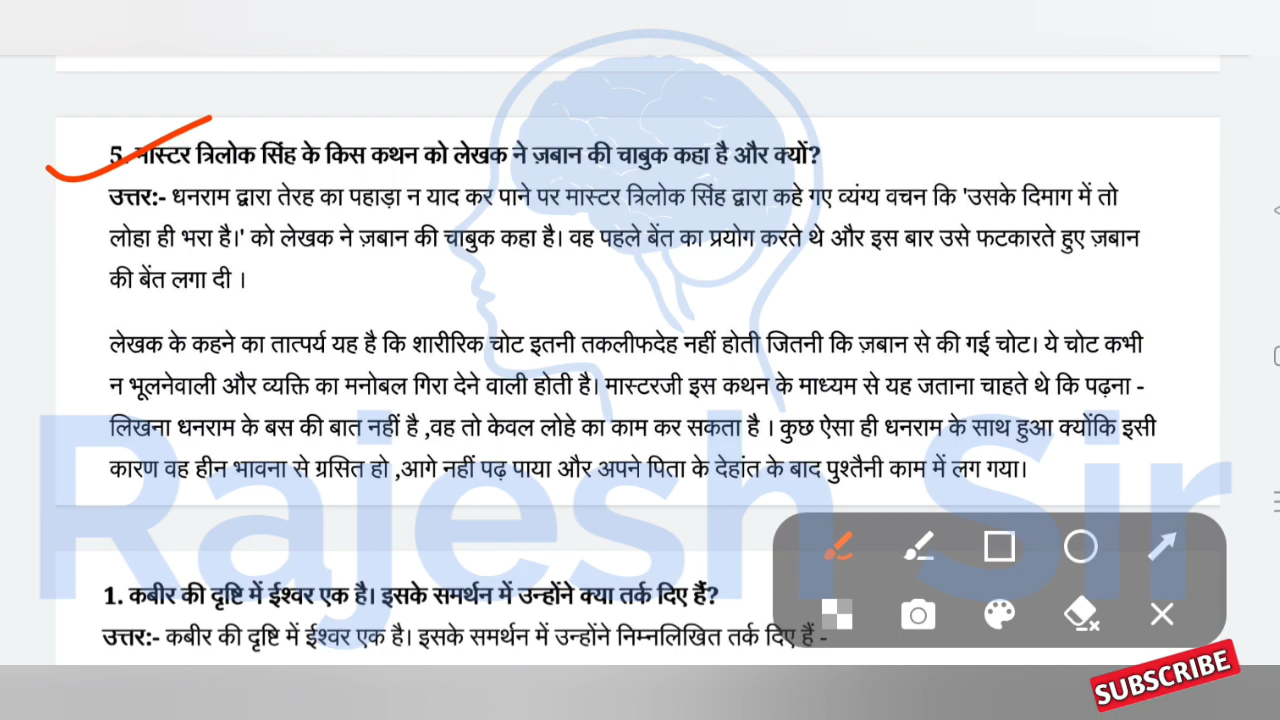 5. मास्टर त्रिलोक सिंह के किस कथन को लेखक ने ज़बान की चाबुक कहा है और क्यों?
उत्तर:- धनराम द्वारा तेरह का पहाड़ा न याद कर पाने पर मास्टर त्रिलोक सिंह द्वारा कहे गए व्यंग्य वचन कि 'उसके दिमाग में तो
लोहा ही भरा है।' को लेखक ने ज़बान की चाबुक कहा है। वह पहले बेंत का प्रयोग करते थे और इस बार उसे फटकारते हुए ज़बान
की बेंत लगा दी ।
लेखक के कहने का तात्पर्य यह है कि शारीरिक चोट इतनी तकलीफदेह नहीं होती जितनी कि ज़बान से की गई चोट। ये चोट कभी
न भूलनेवाली और व्यक्ति का मनोबल गिरा देने वाली होती है। मास्टरजी इस कथन के माध्यम से यह जताना चाहते थे कि पढ़ना -
लिखना धनराम के बस की बात नहीं है ,वह तो केवल लोहे का काम कर सकता है । कुछ ऐसा ही धनराम के साथ हुआ क्योंकि इसी
कारण वह हीन भावना से ग्रसित हो ,आगे नहीं पढ़ पाया और अपने पिता के देहांत के बाद पुश्तैनी काम में लग गया।
Rajesh Sir
1. कबीर की दृष्टि में ईश्वर एक है। इसके समर्थन में उन्होंने क्या तर्क दिए हैं?
उत्तर:- कबीर की दृष्टि में ईश्वर एक है। इसके समर्थन में उन्होंने निम्नलिखित तर्क दिए हैं -
SUBSCRIBE